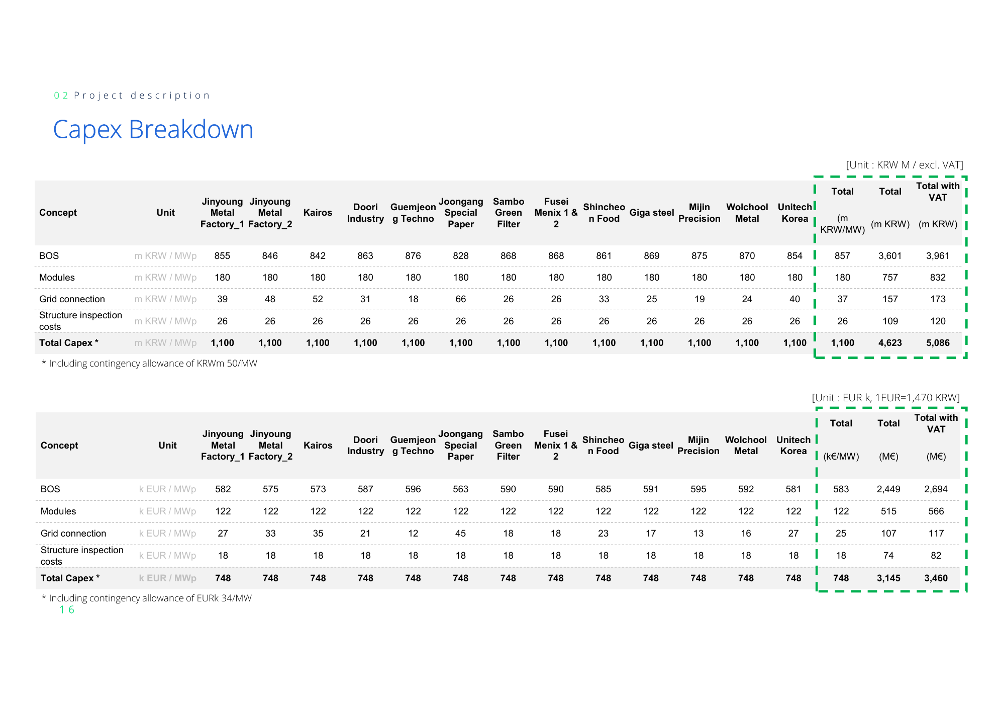 02 Project description
Capex Breakdown
[Unit : KRW M / excl. VAT]
Concept Unit Jinyoung Metal Factory_1 Jinyoung Metal Factory_2 Kairos Doori Industry Guemjeon g Techno Joongang Special Paper Sambo Green Filter Fusei Menix 1 & 2 Shincheo n Food Giga steel Mijin Precision Wolchool Metal Unitech Korea Total (m KRW/MW) Total (m KRW) Total with VAT (m KRW)
BOS m KRW / MWp 855 846 842 863 876 828 868 868 861 869 875 870 854 857 3,601 3,961
Modules m KRW / MWp 180 180 180 180 180 180 180 180 180 180 180 180 180 180 757 832
Grid connection m KRW / MWp 39 48 52 31 18 66 26 26 33 25 19 24 40 37 157 173
Structure inspection costs m KRW / MWp 26 26 26 26 26 26 26 26 26 26 26 26 26 26 109 120
Total Capex * m KRW / MWp 1,100 1,100 1,100 1,100 1,100 1,100 1,100 1,100 1,100 1,100 1,100 1,100 1,100 1,100 4,623 5,086
* Including contingency allowance of KRWm 50/MW
[Unit : EUR k, 1EUR=1,470 KRW]
Concept Unit Jinyoung Metal Factory_1 Jinyoung Metal Factory_2 Kairos Doori Industry Guemjeon g Techno Joongang Special Paper Sambo Green Filter Fusei Menix 1 & 2 Shincheo n Food Giga steel Mijin Precision Wolchool Metal Unitech Korea Total (k€/MW) Total (M€) Total with VAT (M€)
BOS k EUR / MWp 582 575 573 587 596 563 590 590 585 591 595 592 581 583 2,449 2,694
Modules k EUR / MWp 122 122 122 122 122 122 122 122 122 122 122 122 122 122 515 566
Grid connection k EUR / MWp 27 33 35 21 12 45 18 18 23 17 13 16 27 25 107 117
Structure inspection costs k EUR / MWp 18 18 18 18 18 18 18 18 18 18 18 18 18 18 74 82
Total Capex * k EUR / MWp 748 748 748 748 748 748 748 748 748 748 748 748 748 748 3,145 3,460
* Including contingency allowance of EURk 34/MW
16